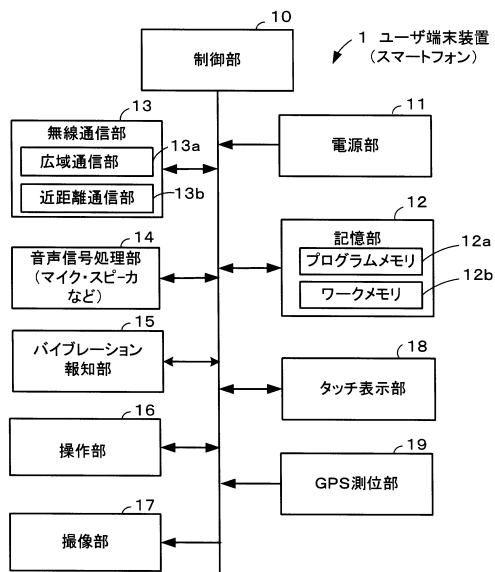 10
制御部
1 ユーザ端末装置
(スマートフォン)
13
無線通信部
13a
広域通信部
13b
近距離通信部
11
電源部
14
音声信号処理部
(マイク・スピーカ
など)
12
記憶部
12a
プログラムメモリ
12b
ワークメモリ
15
バイブレーション
報知部
18
タッチ表示部
16
操作部
19
GPS測位部
17
撮像部